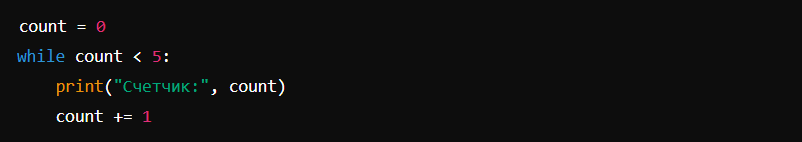 count = 0
while count < 5:
    print("Счетчик:", count)
    count += 1